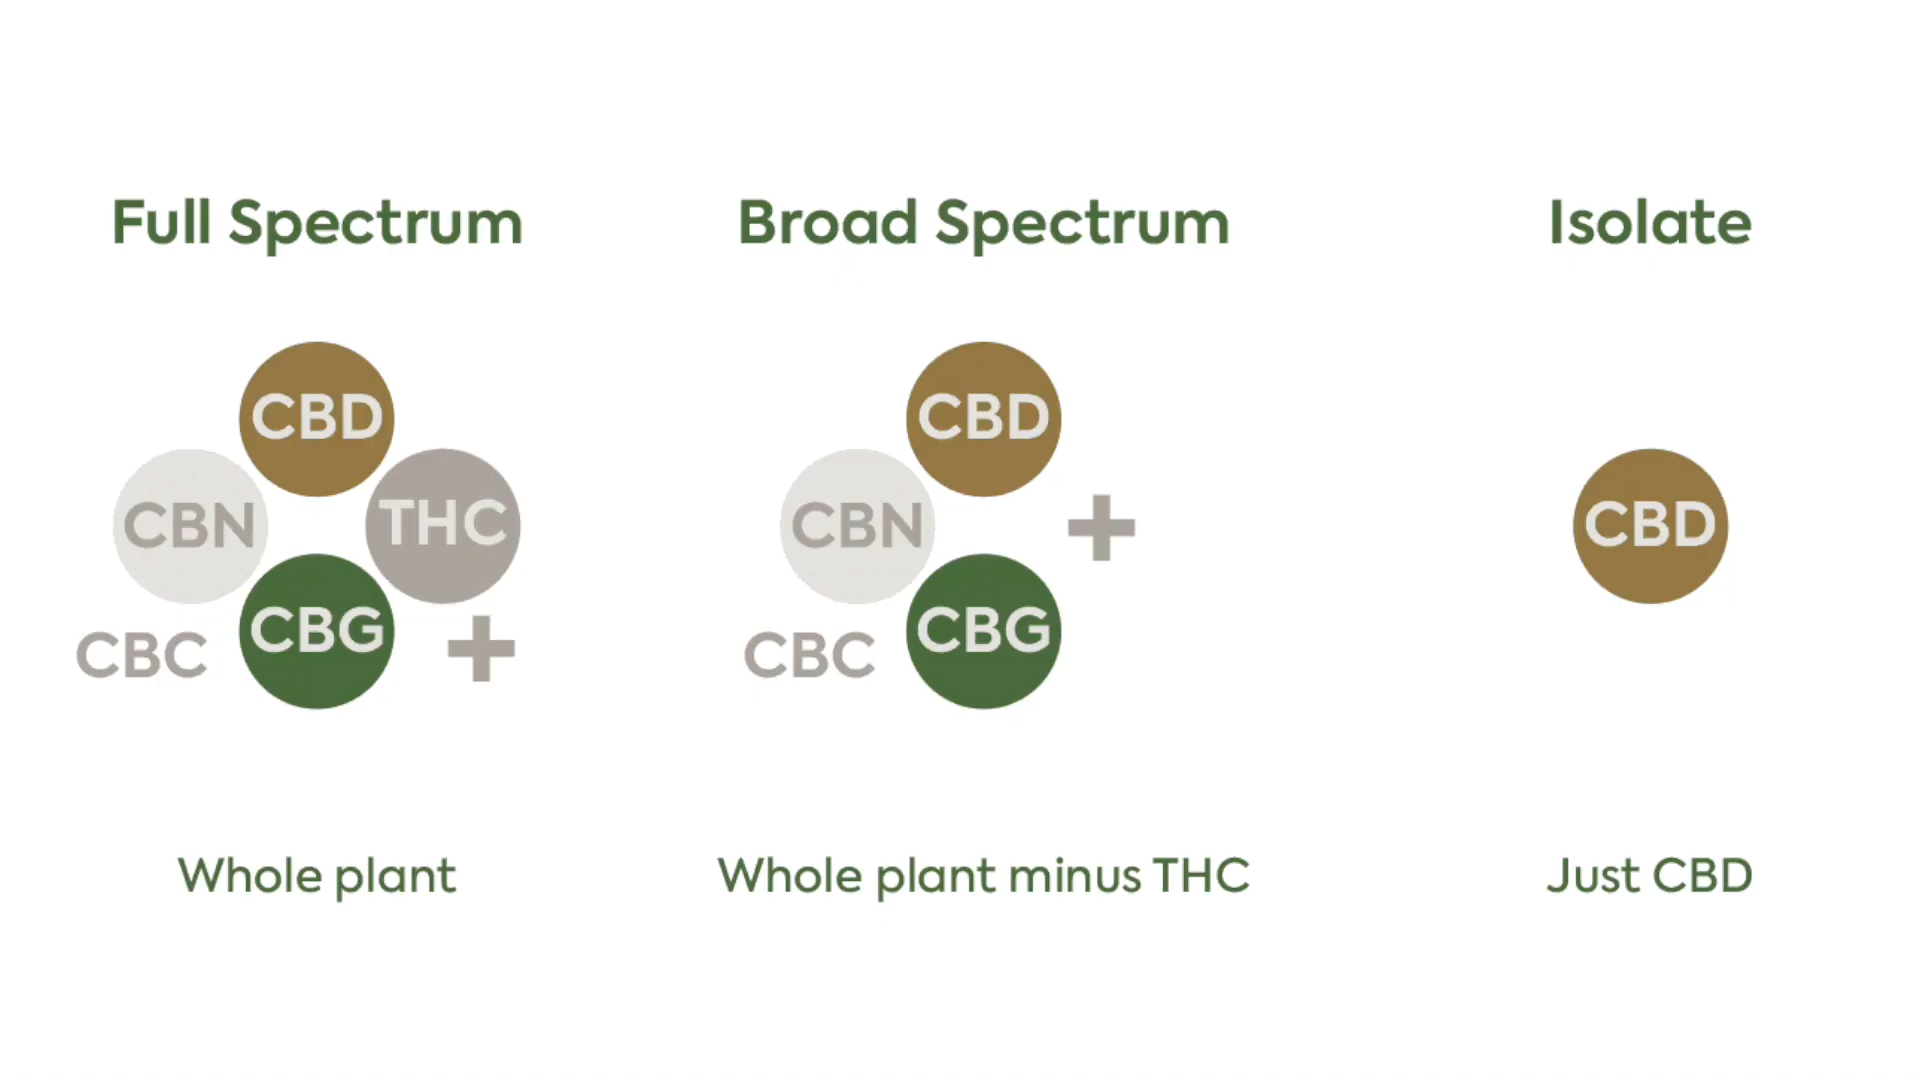 Full Spectrum
CBD
CBN
THC
CBG
CBC
+
Whole plant
Broad Spectrum
CBD
CBN
+
CBG
CBC
Whole plant minus THC
Isolate
CBD
Just CBD